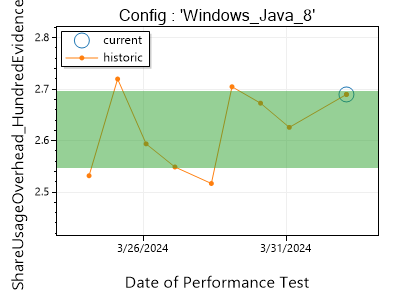 Config : 'Windows_Java_8'
current
historic
2.8
2.7
2.6
2.5
ShareUsageOverhead_HundredEvidence
3/26/2024
3/31/2024
Date of Performance Test